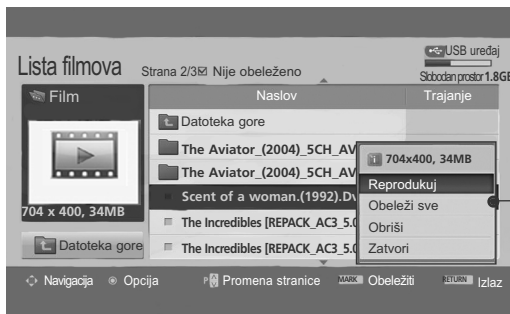 USB uređaj
Lista filmova
Strana 2/3 Nije obeleženo
Slobodan prostor 1.8GB
Film
Naslov
Trajanje
Datoteka gore
The Aviator_(2004)_5CH_AV
The Aviator_(2004)_5CH_AV
Scent of a woman.(1992).Dv
The Incredibles [REPACK_AC3_5.0
The Incredibles [REPACK_AC3_5.0
704 x 400, 34MB
Datoteka gore
704x400, 34MB
Reprodukuj
Obeleži sve
Obriši
Zatvori
Navigacija
Opcija
P
Promena stranice
MARK
Obeležiti
RETURN
Izlaz